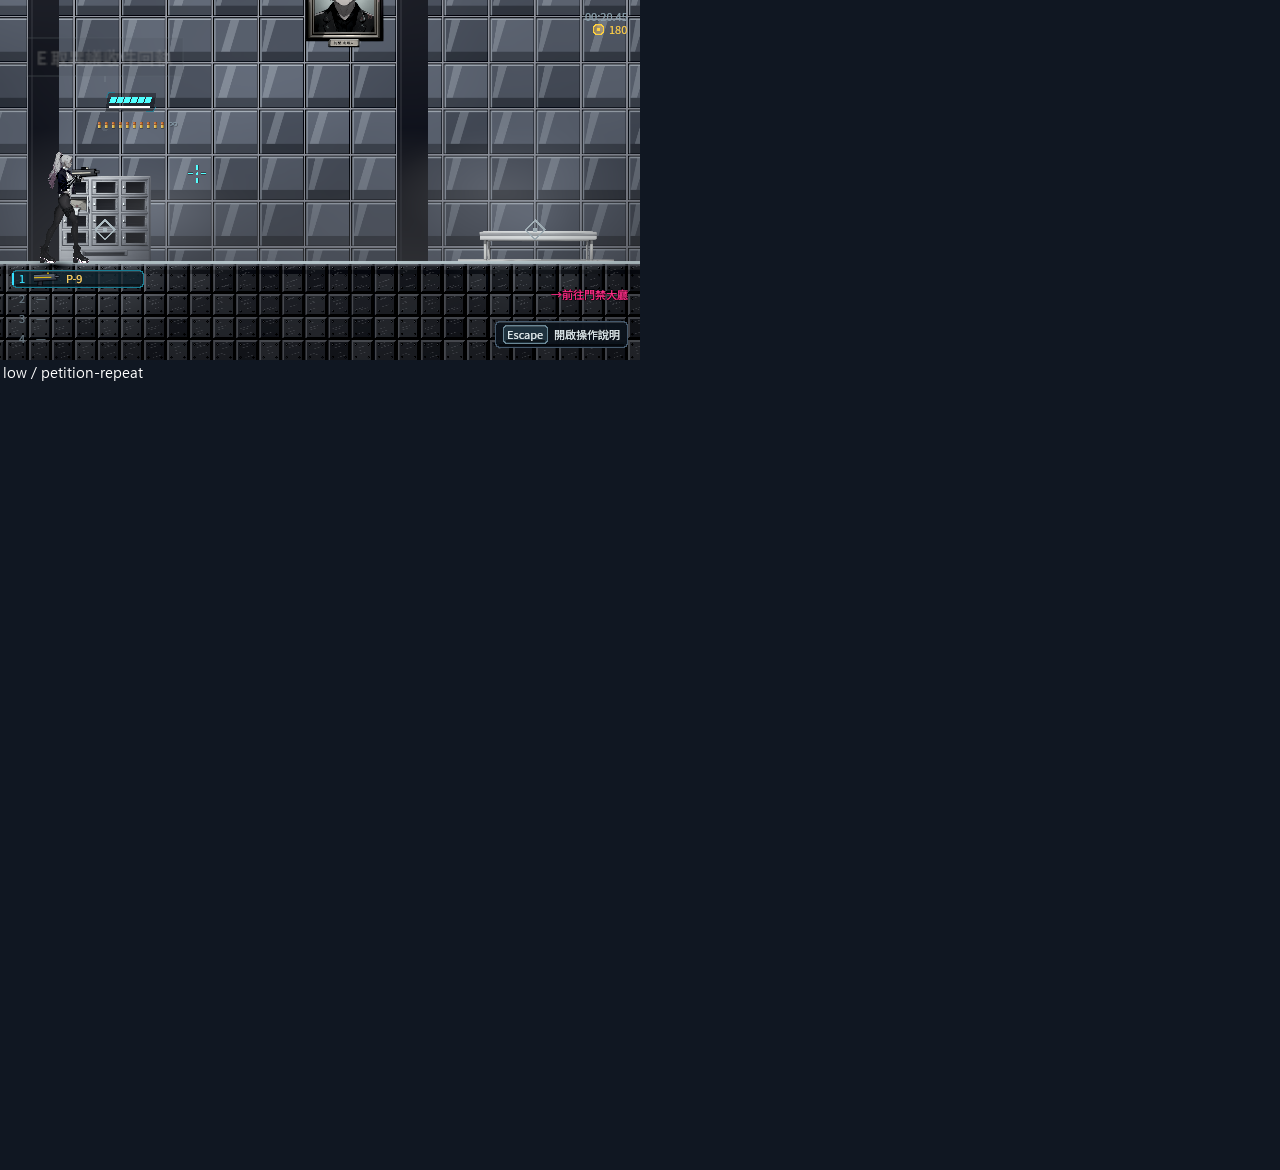 00:20.45
180
1 P-9
2 —
3 —
4 —
→前往門禁大廳
Escape 開啟操作說明
low / petition-repeat